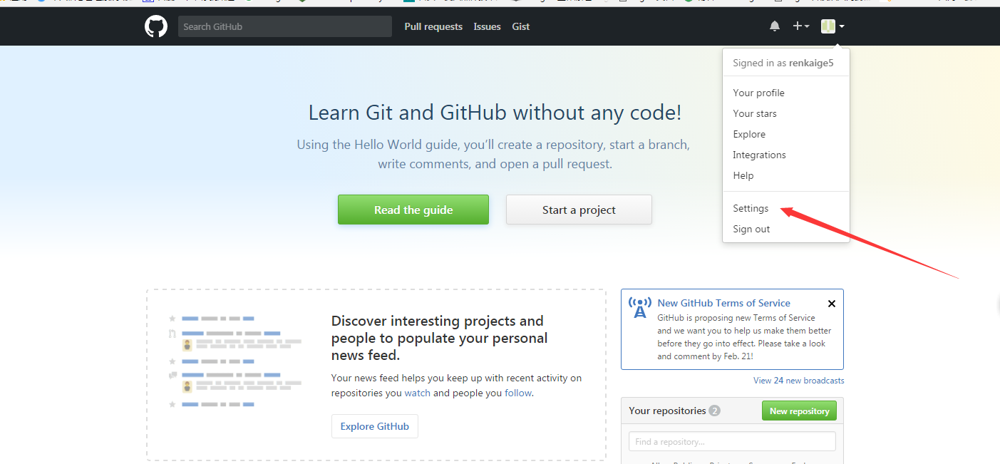 Search GitHub
Pull requests Issues Gist
Signed in as renkaige5
Your profile
Your stars
Explore
Integrations
Help
Settings
Sign out
Learn Git and GitHub without any code!
Using the Hello World guide, you’ll create a repository, start a branch,
write comments, and open a pull request.
Read the guide
Start a project
Discover interesting projects and
people to populate your personal
news feed.
Your news feed helps you keep up with recent activity on
repositories you watch and people you follow.
Explore GitHub
New GitHub Terms of Service
GitHub is proposing new Terms of Service
and we want you to help us make them better
before they go into effect. Please take a look
and comment by Feb. 21!
View 24 new broadcasts
Your repositories 2
New repository
Find a repository...